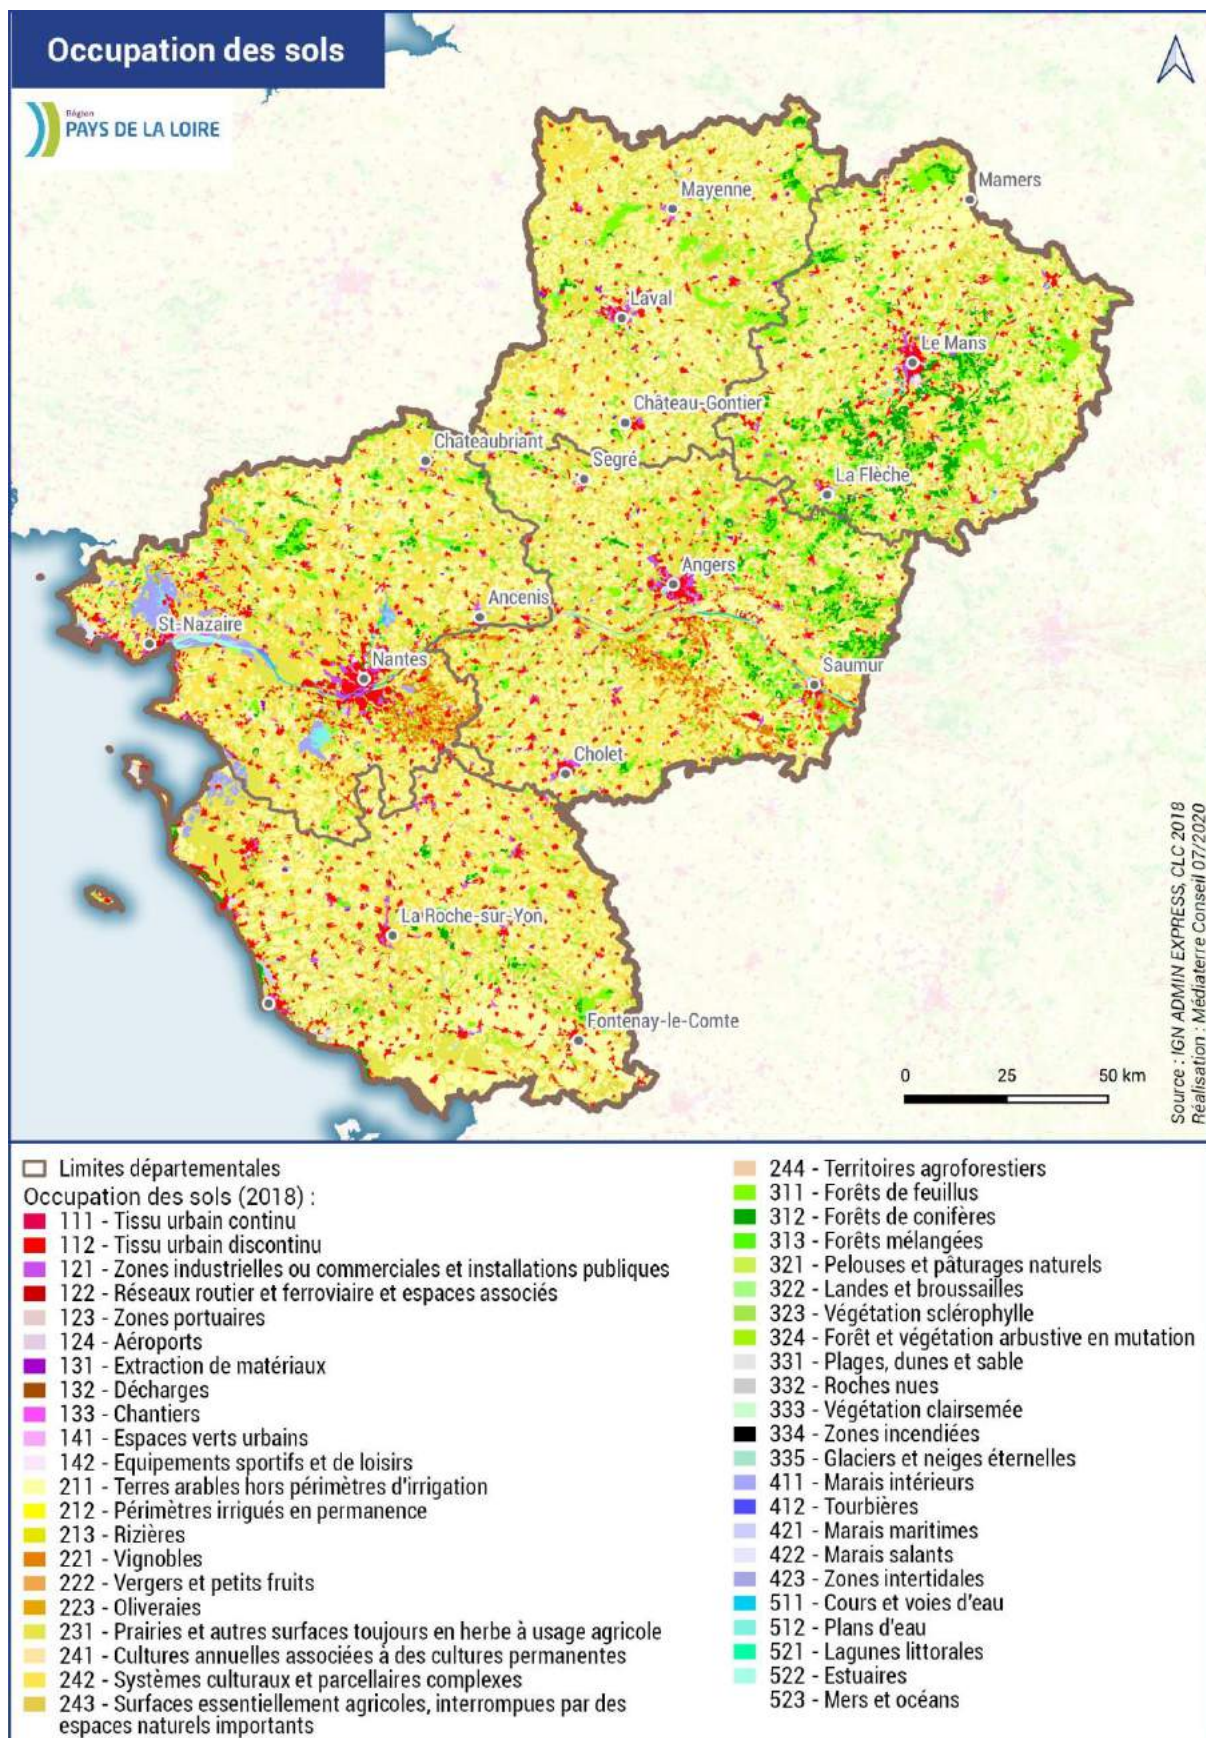 Occupation des sols
Région
PAYS DE LA LOIRE
Mamers
Mayenne
Laval
Le Mans
Château-Gontier
Chateaubriant
Segré
La Flèche
Angers
Ancenis
St-Nazaire
Nantes
Saumur
Cholet
La Roche-sur-Yon
Fontenay-le-Comte
0 25 50 km
Source : IGN ADMIN EXPRESS, CLC 2018
Réalisation : Médiaterre Conseil 07/2020
Limites départementales
Occupation des sols (2018) :
111 - Tissu urbain continu
112 - Tissu urbain discontinu
121 - Zones industrielles ou commerciales et installations publiques
122 - Réseaux routier et ferroviaire et espaces associés
123 - Zones portuaires
124 - Aéroports
131 - Extraction de matériaux
132 - Décharges
133 - Chantiers
141 - Espaces verts urbains
142 - Equipements sportifs et de loisirs
211 - Terres arables hors périmètres d'irrigation
212 - Périmètres irrigués en permanence
213 - Rizières
221 - Vignobles
222 - Vergers et petits fruits
223 - Oliveraies
231 - Prairies et autres surfaces toujours en herbe à usage agricole
241 - Cultures annuelles associées à des cultures permanentes
242 - Systèmes culturaux et parcellaires complexes
243 - Surfaces essentiellement agricoles, interrompues par des
espaces naturels importants
244 - Territoires agroforestiers
311 - Forêts de feuillus
312 - Forêts de conifères
313 - Forêts mélangées
321 - Pelouses et pâturages naturels
322 - Landes et broussailles
323 - Végétation sclérophylle
324 - Forêt et végétation arbustive en mutation
331 - Plages, dunes et sable
332 - Roches nues
333 - Végétation clairsemée
334 - Zones incendiées
335 - Glaciers et neiges éternelles
411 - Marais intérieurs
412 - Tourbières
421 - Marais maritimes
422 - Marais salants
423 - Zones intertidales
511 - Cours et voies d'eau
512 - Plans d'eau
521 - Lagunes littorales
522 - Estuaires
523 - Mers et océans